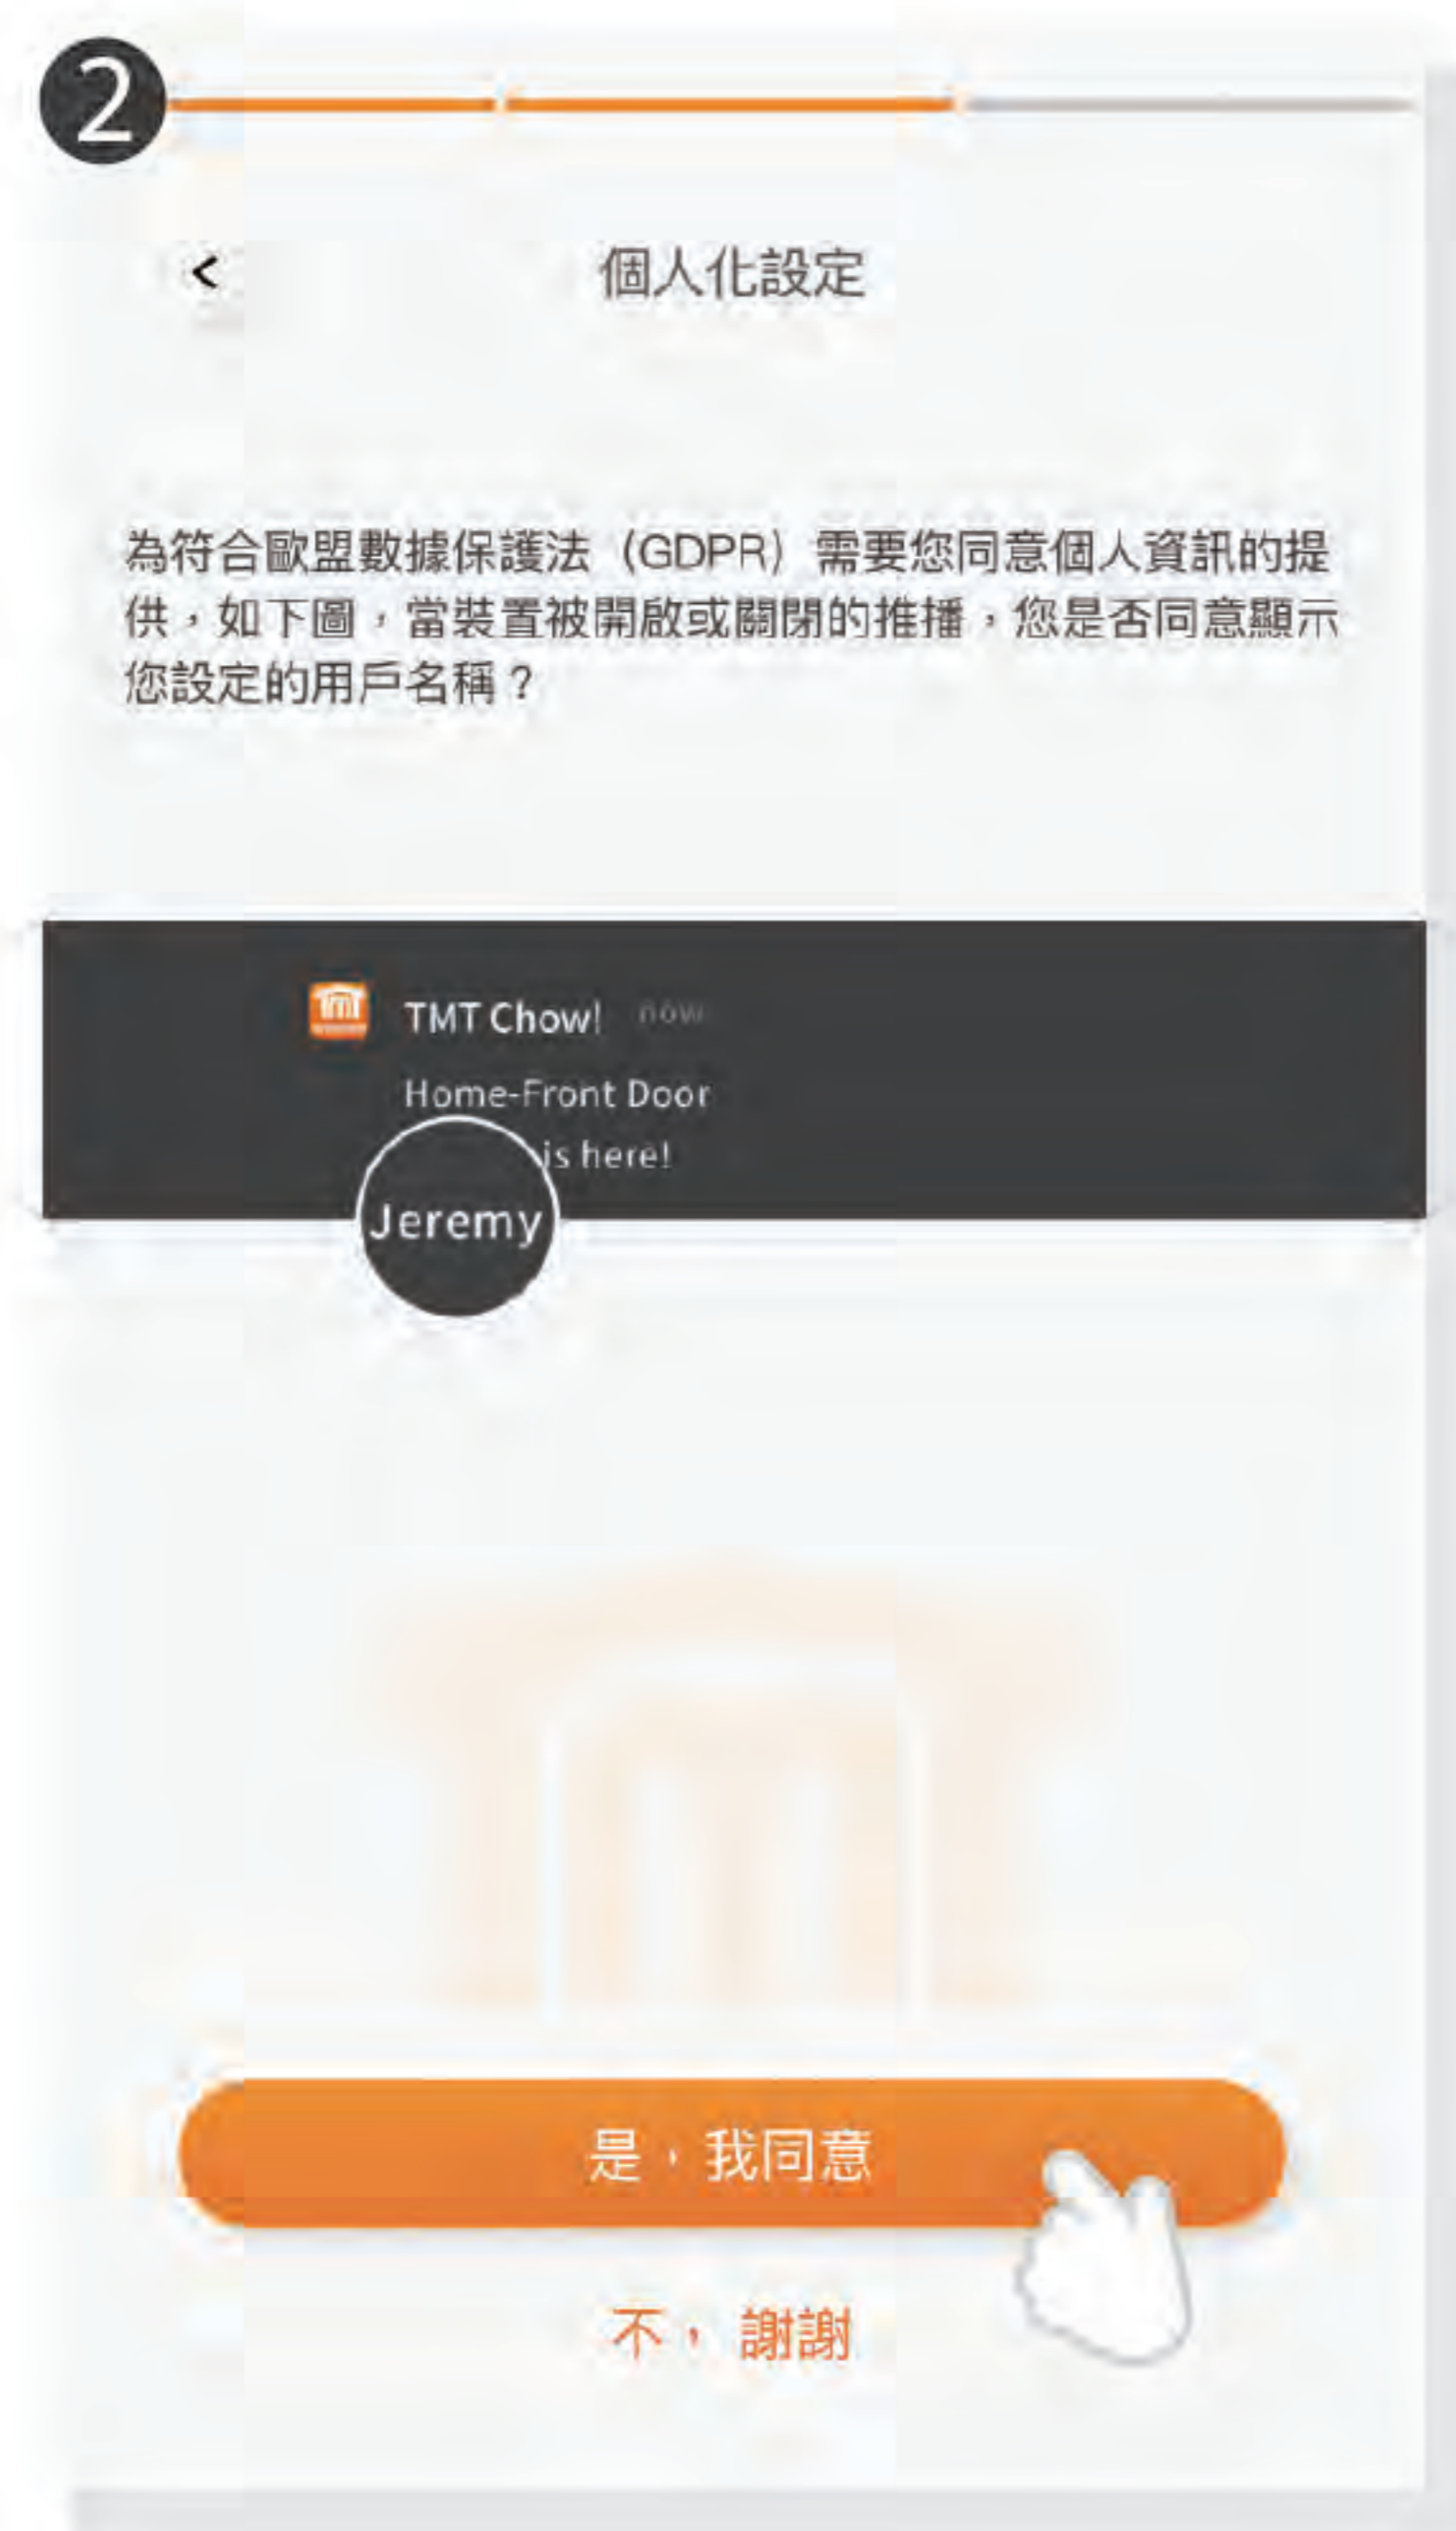 2
<
個人化設定
為符合歐盟數據保護法（GDPR）需要您同意個人資訊的提
供，如下圖，當裝置被開啟或關閉的推播，您是否同意顯示
您設定的用戶名稱？
TMT Chow! now
Home-Front Door
is here!
Jeremy
是，我同意
不， 謝謝